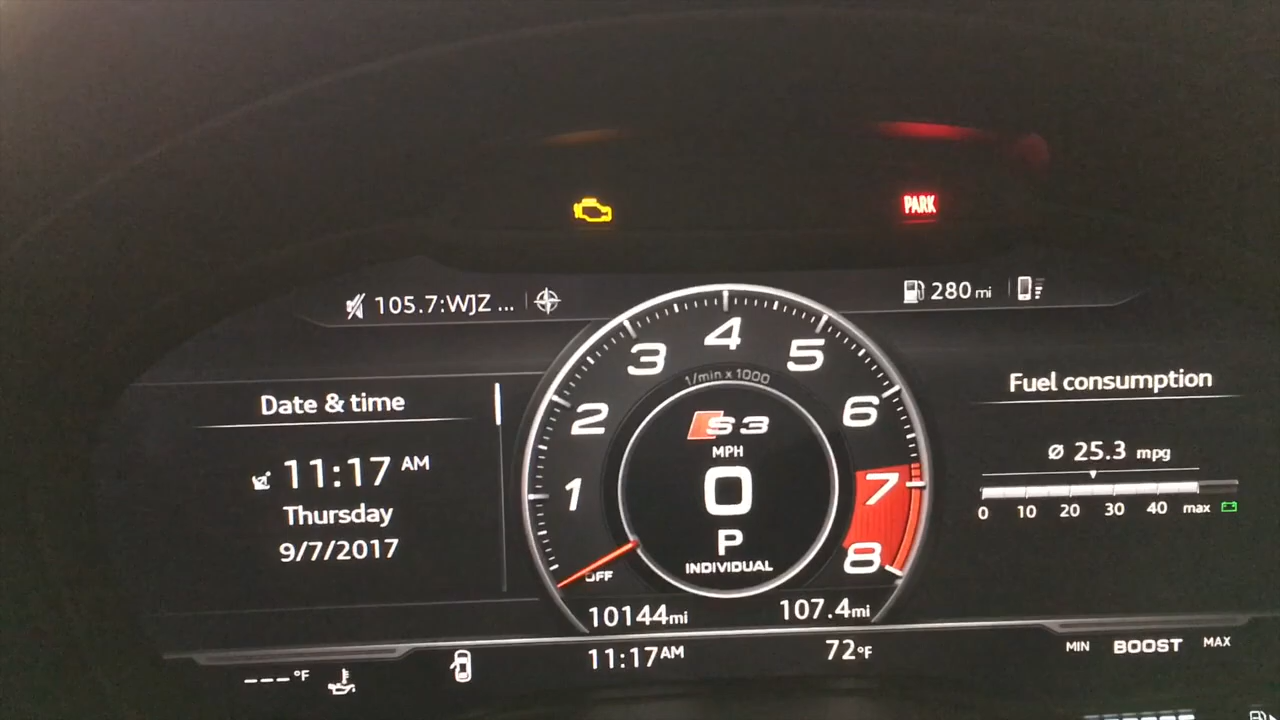 PARK
105.7:WJZ ...
280 mi
4
3
5
1/min x 1000
Fuel consumption
Date & time
2
6
S3
MPH
Ø 25.3 mpg
11:17 AM
1
0
7
0 10 20 30 40 max
Thursday
9/7/2017
P
8
INDIVIDUAL
OFF
10144mi
107.4mi
MIN BOOST MAX
---°F
11:17AM
72°F